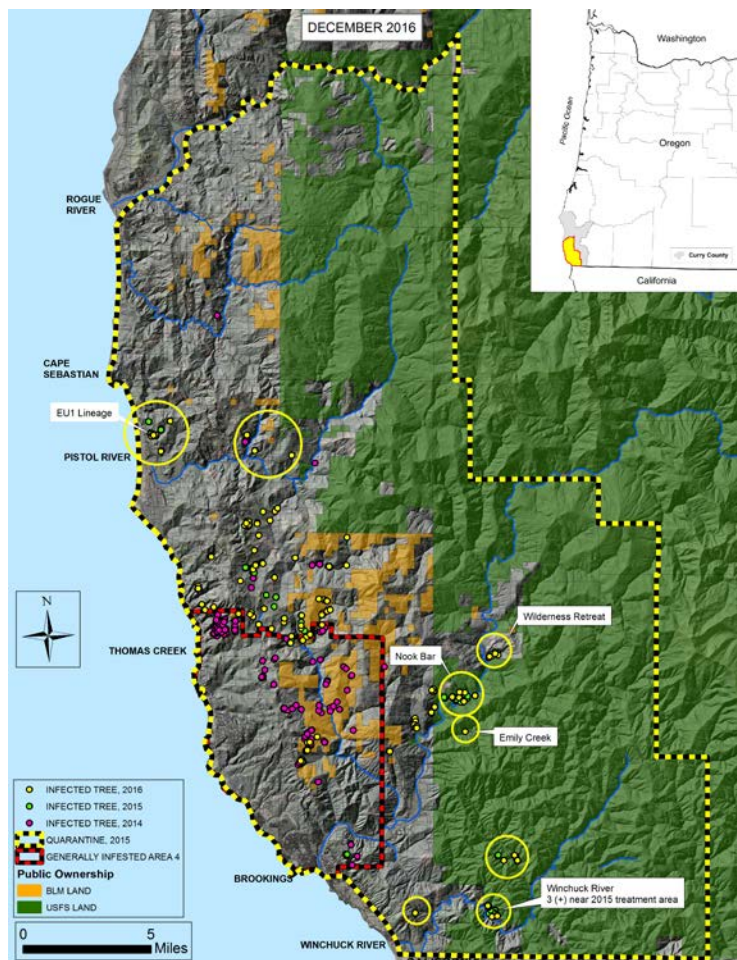 DECEMBER 2016
Washington
Pacific Ocean
Oregon
Curry County
California
ROGUE
RIVER
CAPE
SEBASTIAN
EU1 Lineage
PISTOL RIVER
N
THOMAS CREEK
Wilderness Retreat
Nook Bar
Emily Creek
INFECTED TREE, 2016
INFECTED TREE, 2015
INFECTED TREE, 2014
QUARANTINE, 2015
GENERALLY INFESTED AREA 4
Public Ownership
BLM LAND
USFS LAND
BROOKINGS
Winchuck River
3 (+) near 2015 treatment area
WINCHUCK RIVER
0 5
Miles